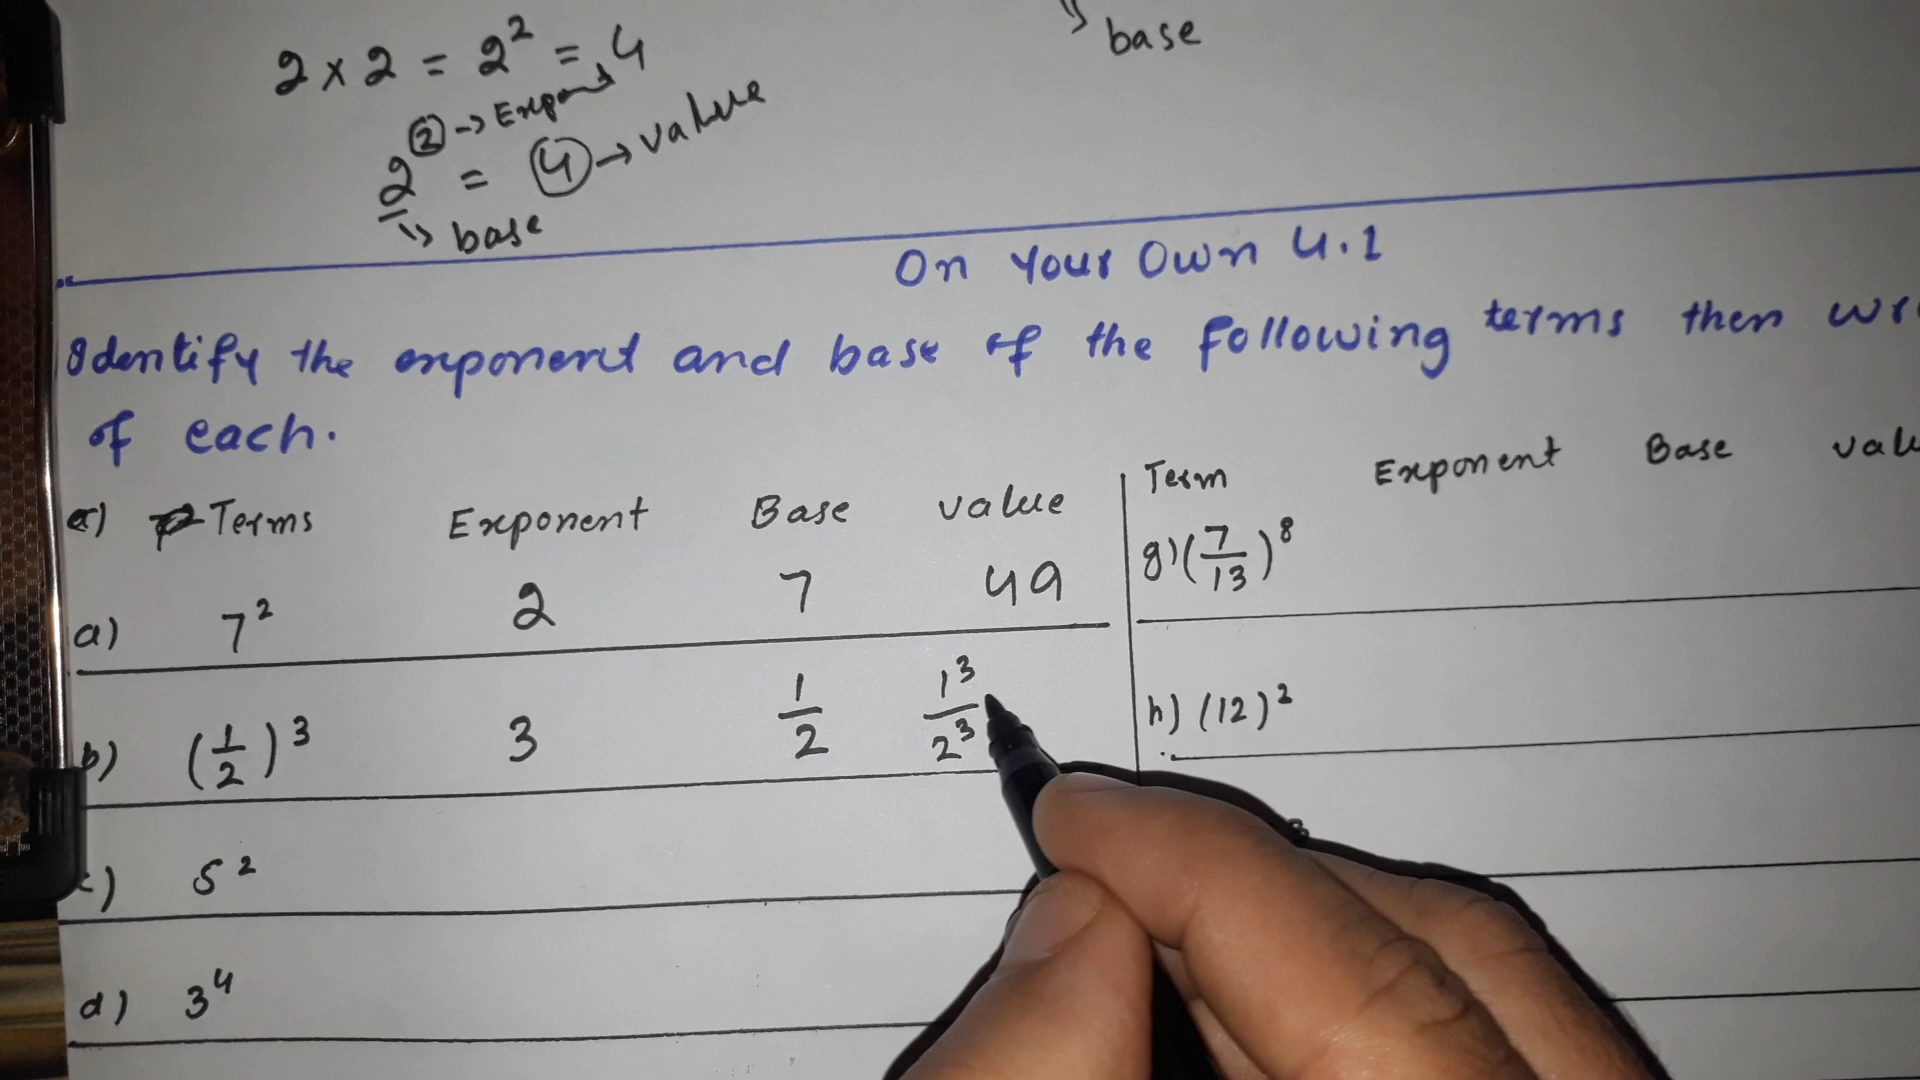 2 × 2 = 2² = 4
base
2² = 4 → value
② → Exponent
base
On Your Own 4.1
Identify the exponent and base of the following terms then
of each.
Terms Exponent Base value
a) 7² 2 7 49
b) (1/2)³ 3 1/2 1³/2³
c) 5²
d) 3⁴
Term Exponent Base
g) (7/13)⁸
h) (12)²